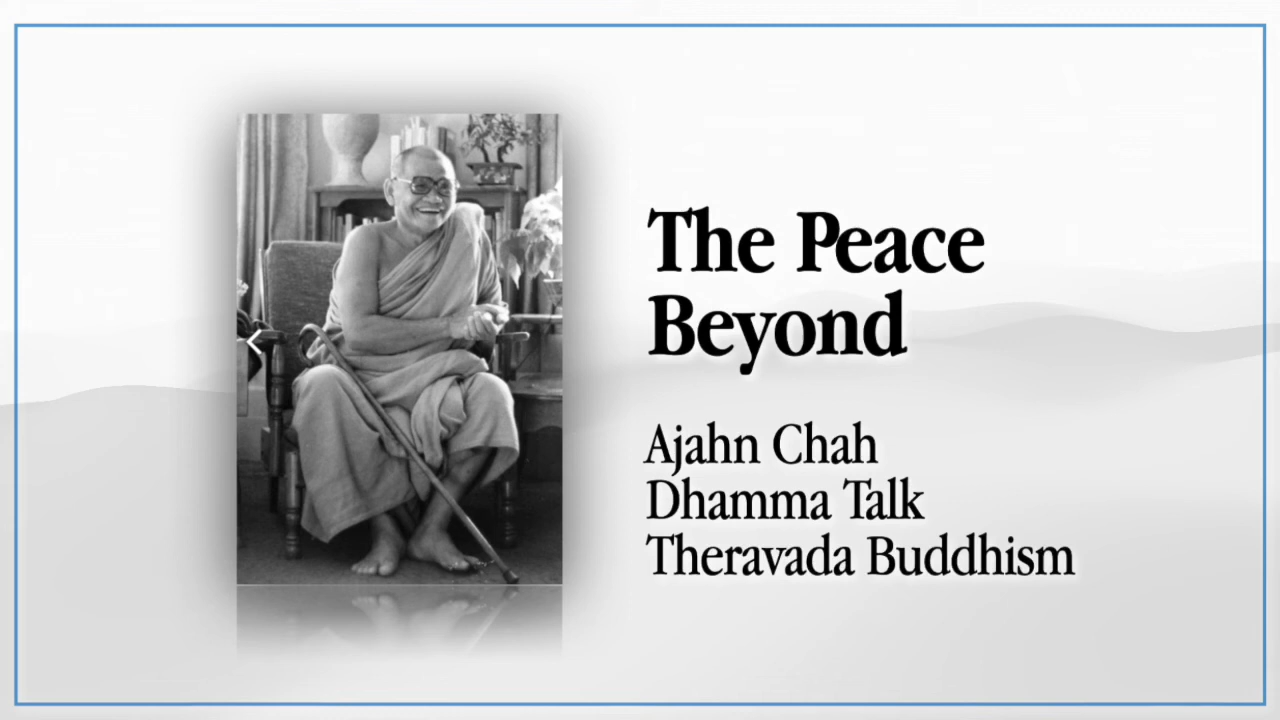 The Peace
Beyond
Ajahn Chah
Dhamma Talk
Theravada Buddhism